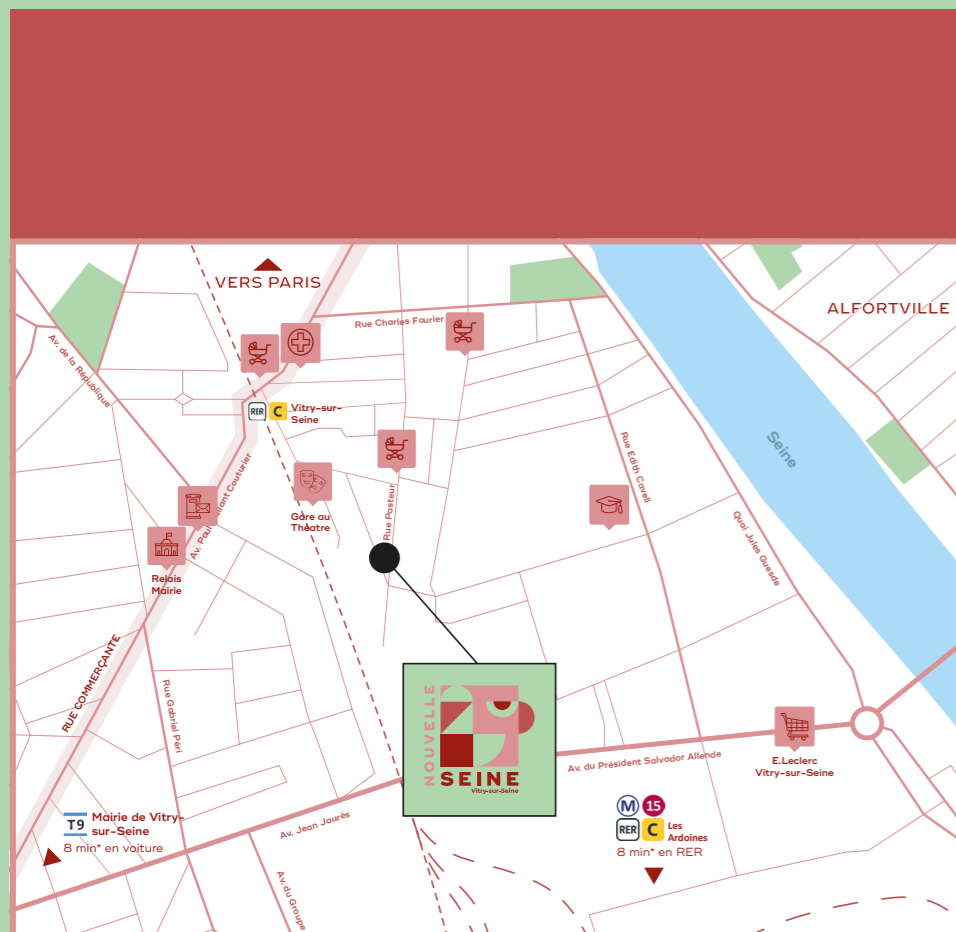 VERS PARIS
ALFORTVILLE
Rue Charles Fourier
Av. de la République
RER C Vitry-sur-
Seine
Seine
Rue Edith Cavell
Av. Paul
llant Couturier
Gare au
Théatre
Rue Pasteur
Quai Jules Guesde
Relais
Mairie
RUE COMMERÇANTE
Rue Gabriel Péri
NOUVELLE
SEINE
Vitry-sur-Seine
Av. du Président Salvador Allende
E.Leclerc
Vitry-sur-Seine
T9 Mairie de Vitry-
sur-Seine
8 min* en voiture
Av. Jean Jaurès
M 15
RER C Les
Ardoines
8 min* en RER
Av. du Groupe